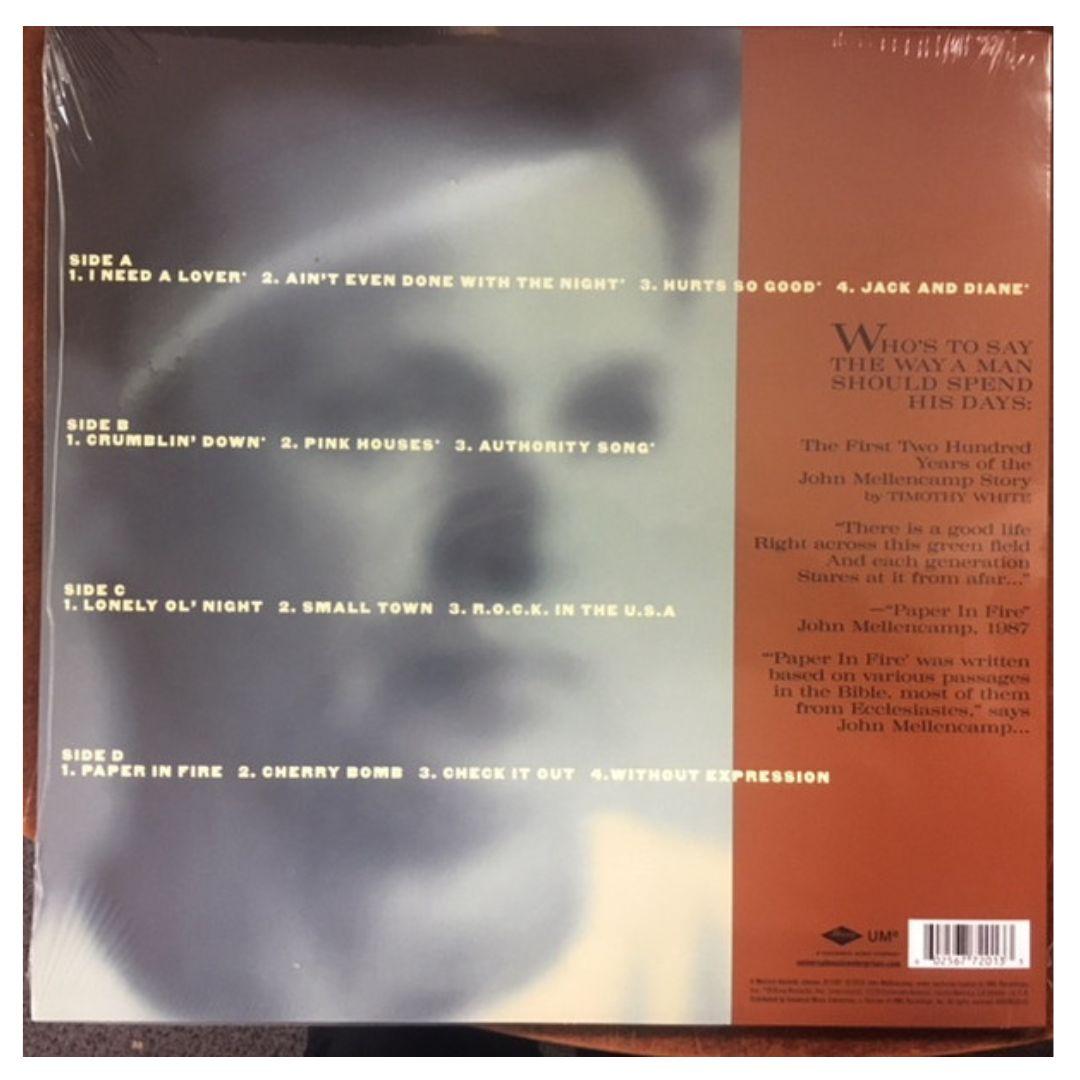 SIDE A
1. I NEED A LOVER* 2. AIN'T EVEN DONE WITH THE NIGHT* 3. HURTS SO GOOD* 4. JACK AND DIANE*
WHO'S TO SAY
THE WAY A MAN
SHOULD SPEND
HIS DAYS:
SIDE B
1. CRUMBLIN' DOWN* 2. PINK HOUSES* 3. AUTHORITY SONG*
The First Two Hundred
Years of the
John Mellencamp Story
by TIMOTHY WHITE
"There is a good life
Right across this green field
And each generation
Stares at it from afar..."
SIDE C
1. LONELY OL' NIGHT 2. SMALL TOWN 3. R.O.C.K. IN THE U.S.A
—"Paper In Fire"
John Mellencamp, 1987
"'Paper In Fire' was written
based on various passages
in the Bible, most of them
from Ecclesiastes," says
John Mellencamp...
SIDE D
1. PAPER IN FIRE 2. CHERRY BOMB 3. CHECK IT OUT 4.WITHOUT EXPRESSION
UMe